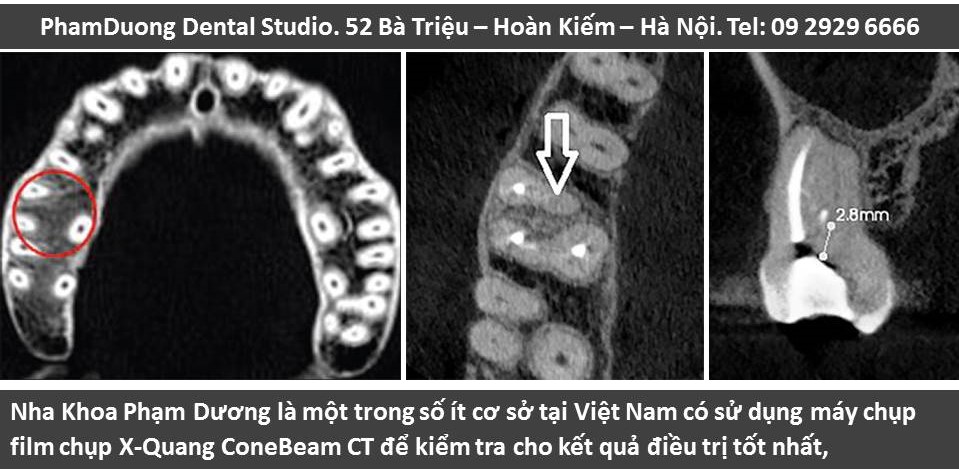 PhamDuong Dental Studio. 52 Bà Triệu – Hoàn Kiếm – Hà Nội. Tel: 09 2929 6666
2.8mm
Nha Khoa Phạm Dương là một trong số ít cơ sở tại Việt Nam có sử dụng máy chụp
film chụp X-Quang ConeBeam CT để kiểm tra cho kết quả điều trị tốt nhất,